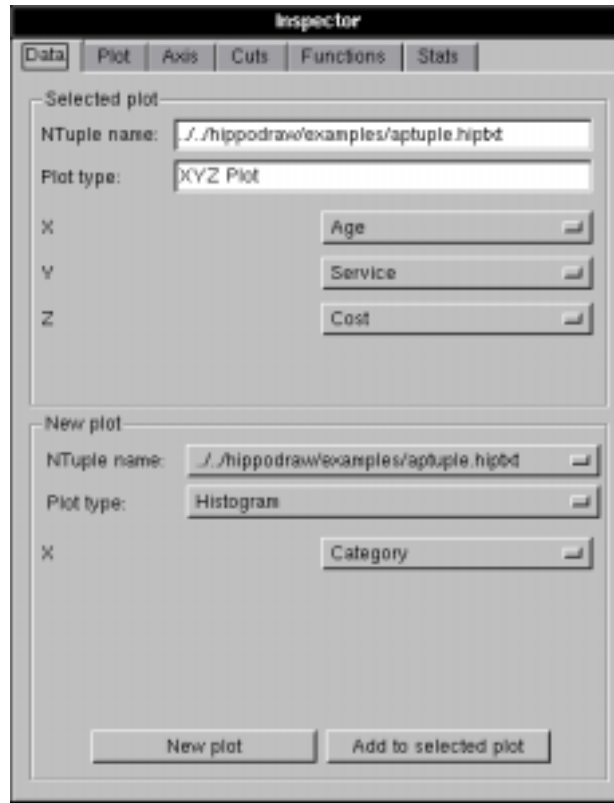 Inspector
Data Plot Axis Cuts Functions Stats
Selected plot
NTuple name: ../../hippodraw/examples/aptuple.hiptxt
Plot type: XYZ Plot
X Age
Y Service
Z Cost
New plot
NTuple name: ../../hippodraw/examples/aptuple.hiptxt
Plot type: Histogram
X Category
New plot Add to selected plot